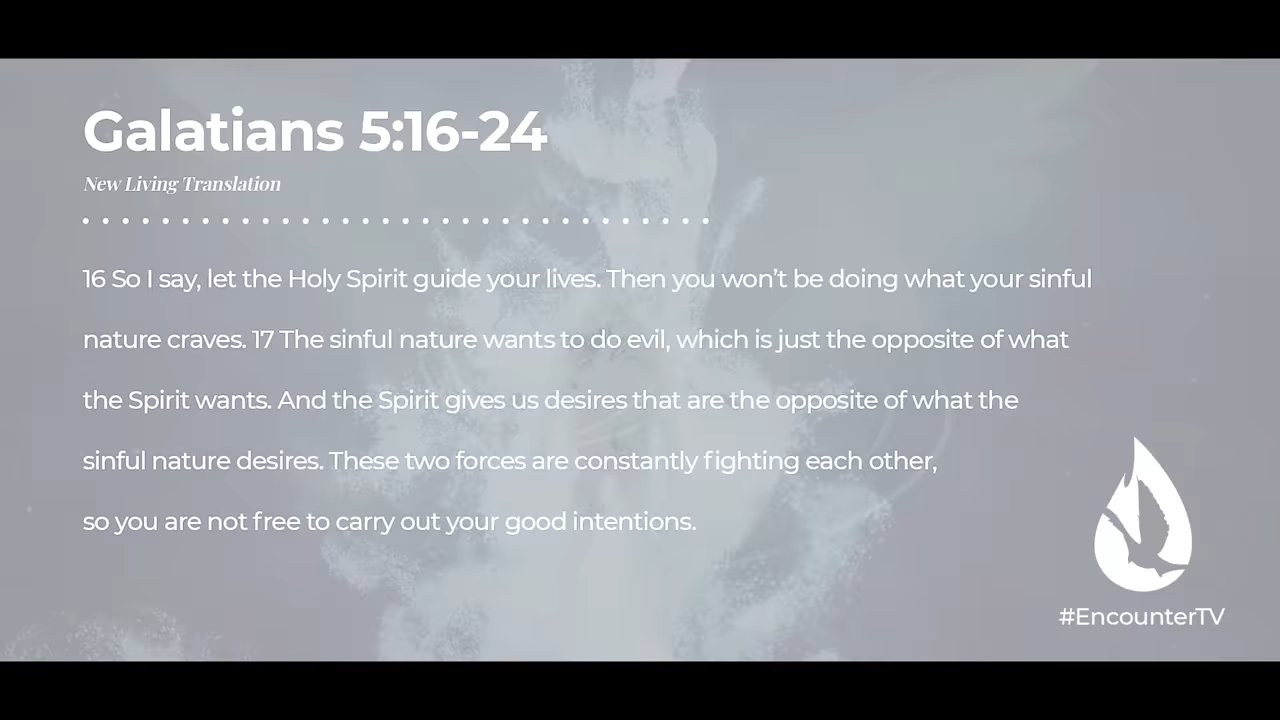 Galatians 5:16-24
New Living Translation
16 So I say, let the Holy Spirit guide your lives. Then you won’t be doing what your sinful
nature craves. 17 The sinful nature wants to do evil, which is just the opposite of what
the Spirit wants. And the Spirit gives us desires that are the opposite of what the
sinful nature desires. These two forces are constantly fighting each other,
so you are not free to carry out your good intentions.
#EncounterTV